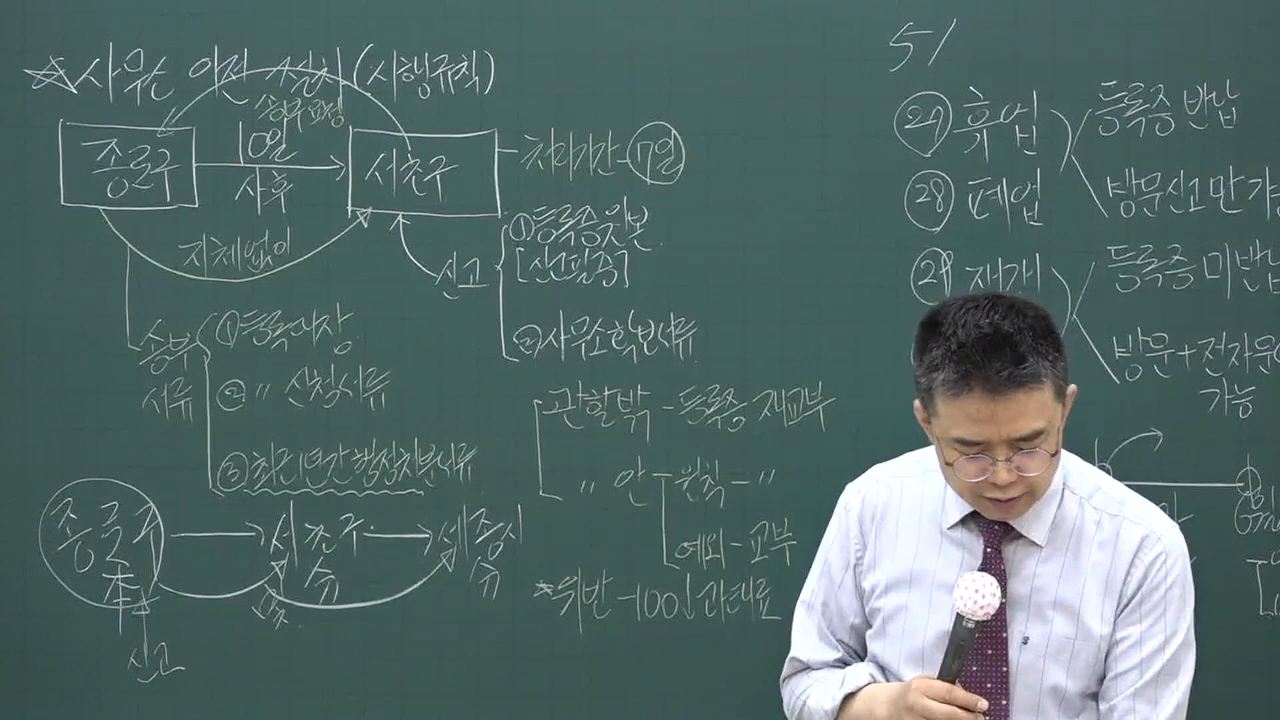 ☆사무소 이전 설치 (시행규칙)
송부요청
종로구
10일
사후
서초구
처리기간 - 7일
지체없이
신고
①등록증원본
[신고필증]
②사무소확보서류
송부
서류
①등록대장
② 〃 신청서류
③최근1년간행정처분서류
관할밖 - 등록증 재교부
〃 안 원칙 - 〃
예외 - 교부
*위반 - 100↓과태료
종로구
本
서초구
分
세종시
分
신고
51
27 휴업
등록증 반납
28 폐업
방문신고만
29 재개
등록증 미반납
방문+전자문
가능